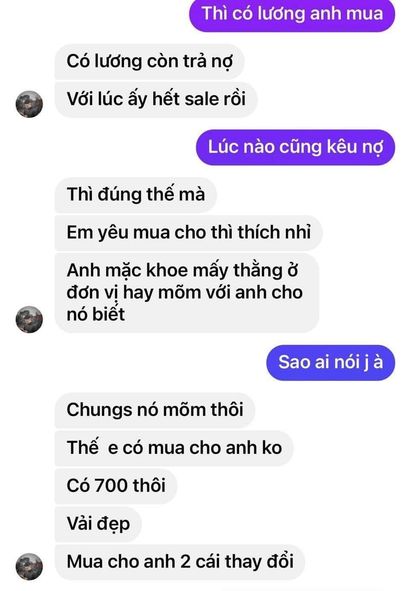 Thì có lương anh mua
Có lương còn trả nợ
Với lúc ấy hết sale rồi
Lúc nào cũng kêu nợ
Thì đúng thế mà
Em yêu mua cho thì thích nhỉ
Anh mặc khoe mấy thằng ở
đơn vị hay mõm với anh cho
nó biết
Sao ai nói j à
Chungs nó mõm thôi
Thế e có mua cho anh ko
Có 700 thôi
Vải đẹp
Mua cho anh 2 cái thay đổi